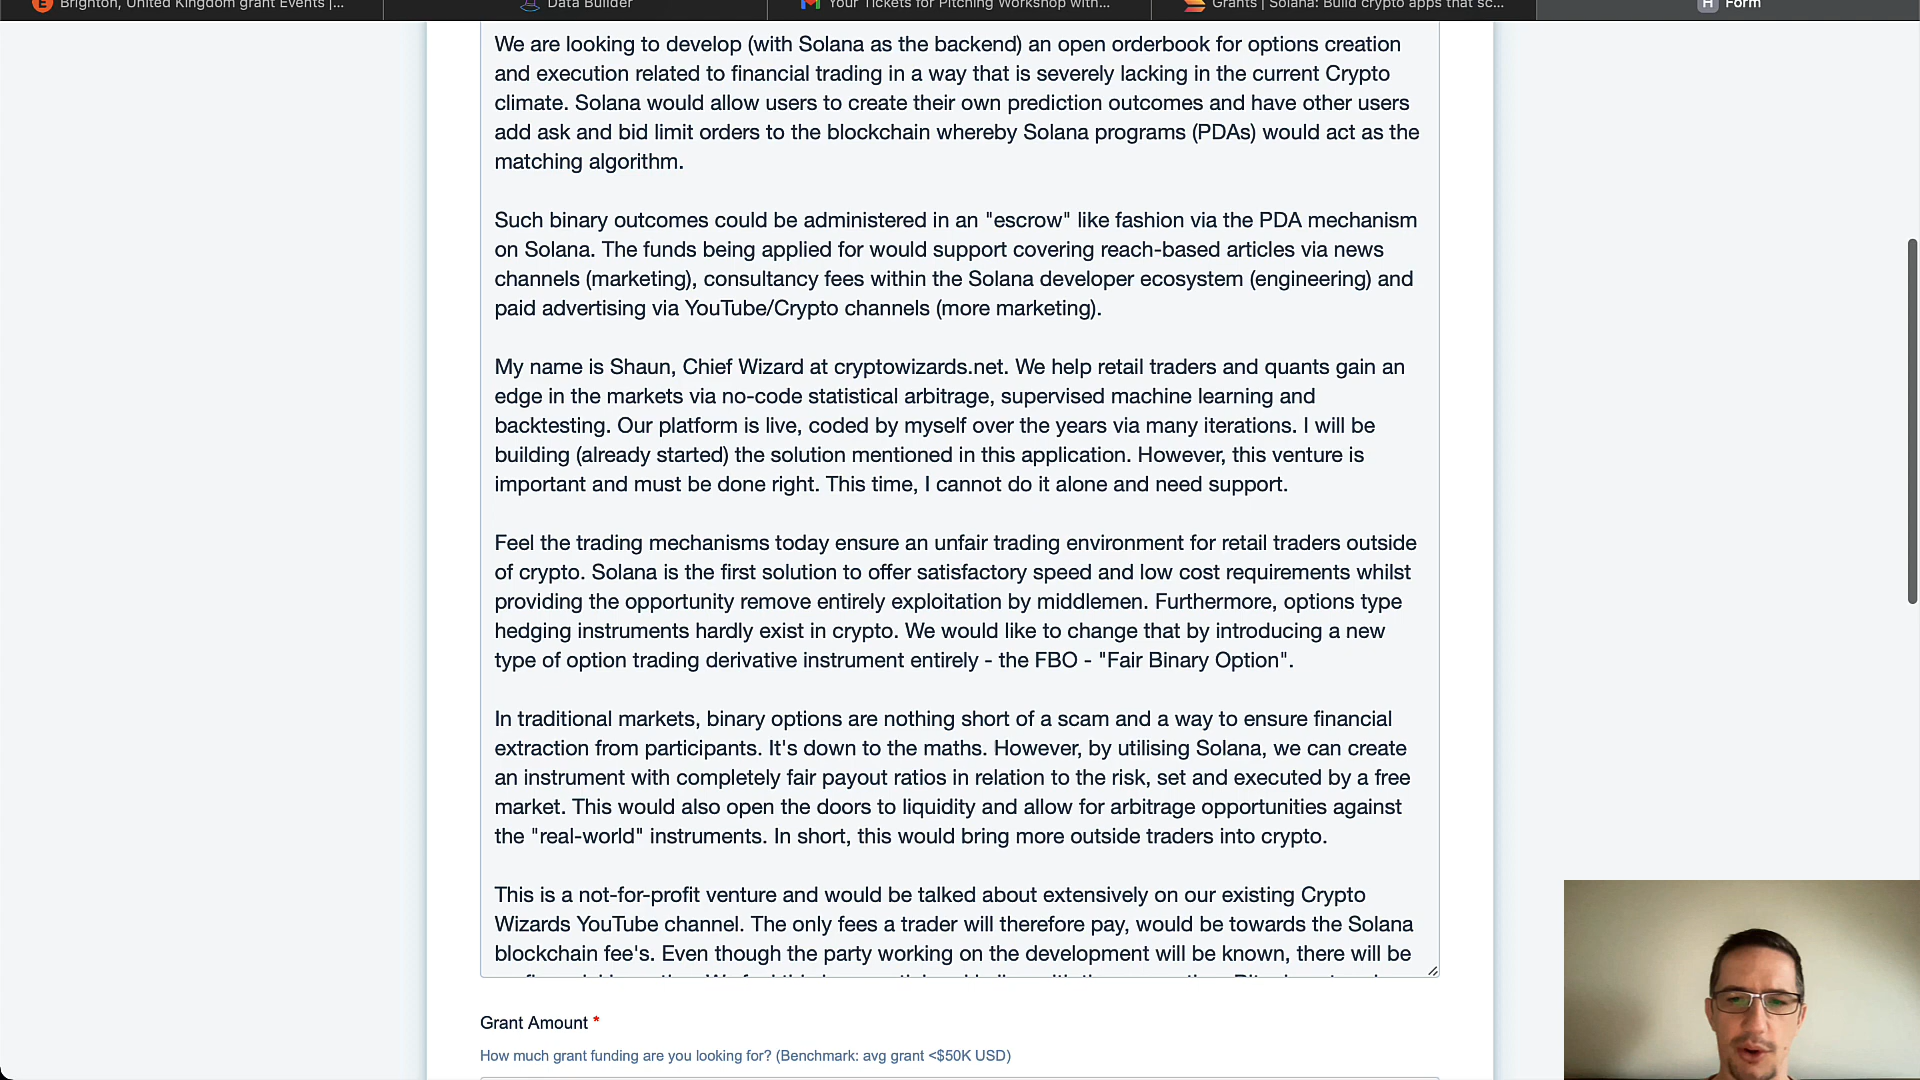 Brighton, United Kingdom grant Events |...
Data Builder
Your Tickets for Pitching Workshop with...
Grants | Solana: Build crypto apps that sc...
H Form
We are looking to develop (with Solana as the backend) an open orderbook for options creation
and execution related to financial trading in a way that is severely lacking in the current Crypto
climate. Solana would allow users to create their own prediction outcomes and have other users
add ask and bid limit orders to the blockchain whereby Solana programs (PDAs) would act as the
matching algorithm.
Such binary outcomes could be administered in an "escrow" like fashion via the PDA mechanism
on Solana. The funds being applied for would support covering reach-based articles via news
channels (marketing), consultancy fees within the Solana developer ecosystem (engineering) and
paid advertising via YouTube/Crypto channels (more marketing).
My name is Shaun, Chief Wizard at cryptowizards.net. We help retail traders and quants gain an
edge in the markets via no-code statistical arbitrage, supervised machine learning and
backtesting. Our platform is live, coded by myself over the years via many iterations. I will be
building (already started) the solution mentioned in this application. However, this venture is
important and must be done right. This time, I cannot do it alone and need support.
Feel the trading mechanisms today ensure an unfair trading environment for retail traders outside
of crypto. Solana is the first solution to offer satisfactory speed and low cost requirements whilst
providing the opportunity remove entirely exploitation by middlemen. Furthermore, options type
hedging instruments hardly exist in crypto. We would like to change that by introducing a new
type of option trading derivative instrument entirely - the FBO - "Fair Binary Option".
In traditional markets, binary options are nothing short of a scam and a way to ensure financial
extraction from participants. It's down to the maths. However, by utilising Solana, we can create
an instrument with completely fair payout ratios in relation to the risk, set and executed by a free
market. This would also open the doors to liquidity and allow for arbitrage opportunities against
the "real-world" instruments. In short, this would bring more outside traders into crypto.
This is a not-for-profit venture and would be talked about extensively on our existing Crypto
Wizards YouTube channel. The only fees a trader will therefore pay, would be towards the Solana
blockchain fee's. Even though the party working on the development will be known, there will be
Grant Amount *
How much grant funding are you looking for? (Benchmark: avg grant <$50K USD)